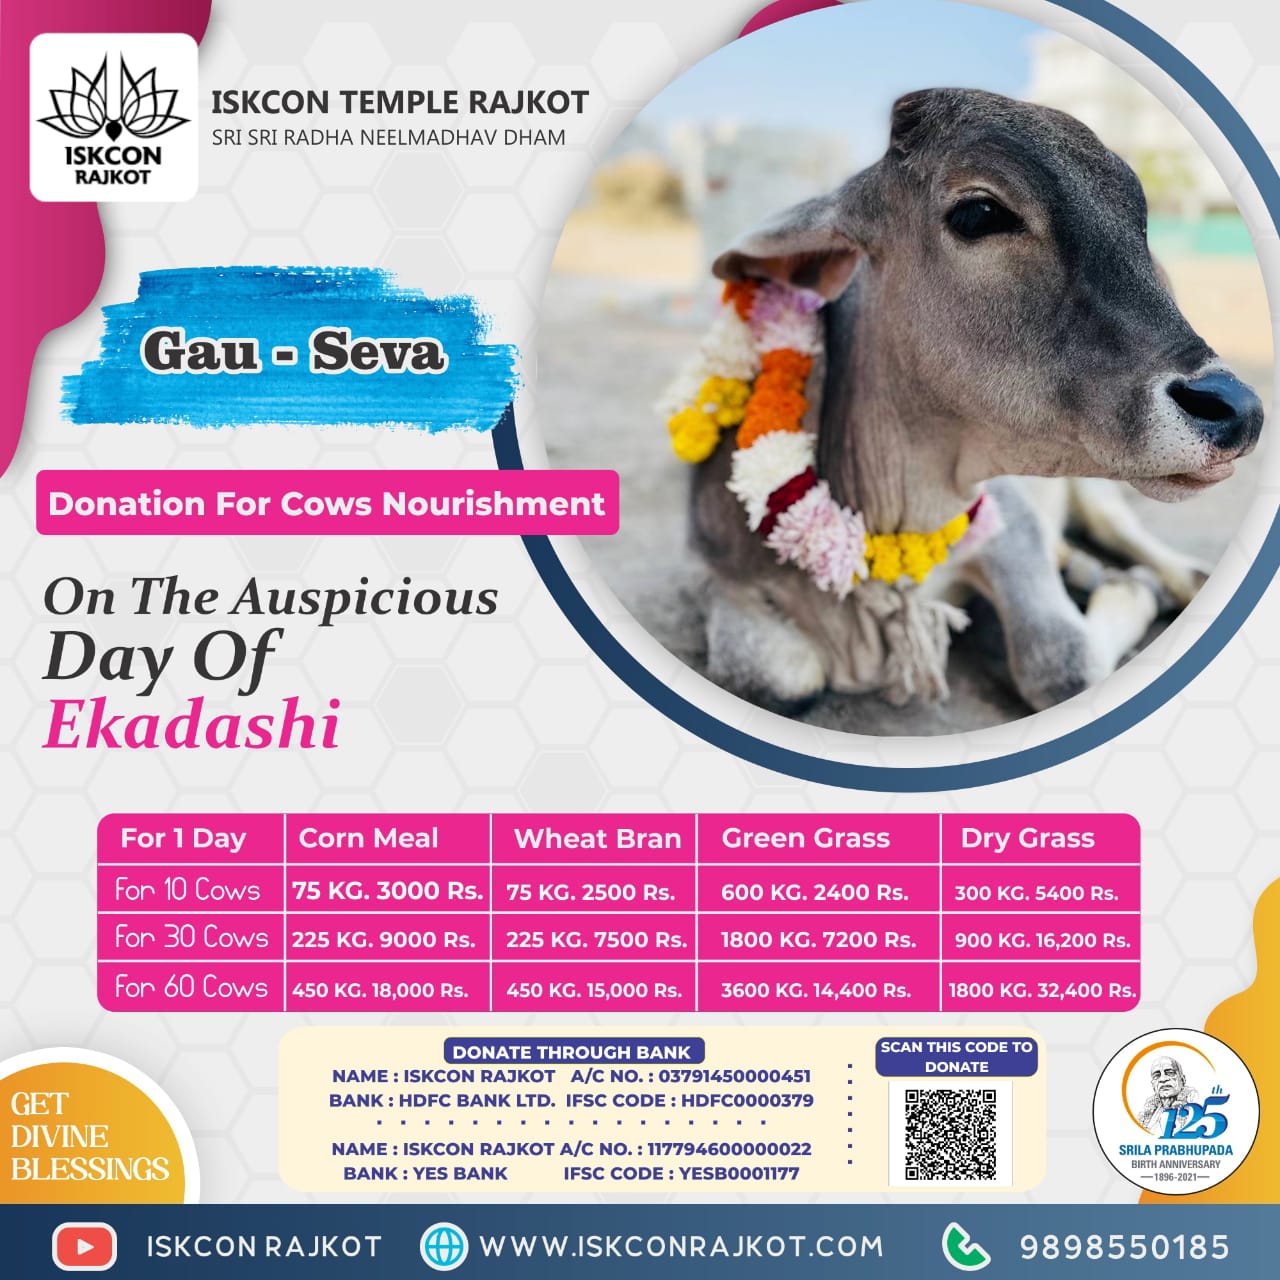 ISKCON
RAJKOT
ISKCON TEMPLE RAJKOT
SRI SRI RADHA NEELMADHAV DHAM
Gau - Seva
Donation For Cows Nourishment
On The Auspicious
Day Of
Ekadashi
For 1 Day Corn Meal Wheat Bran Green Grass Dry Grass
For 10 Cows 75 KG. 3000 Rs. 75 KG. 2500 Rs. 600 KG. 2400 Rs. 300 KG. 5400 Rs.
For 30 Cows 225 KG. 9000 Rs. 225 KG. 7500 Rs. 1800 KG. 7200 Rs. 900 KG. 16,200 Rs.
For 60 Cows 450 KG. 18,000 Rs. 450 KG. 15,000 Rs. 3600 KG. 14,400 Rs. 1800 KG. 32,400 Rs.
DONATE THROUGH BANK
NAME : ISKCON RAJKOT A/C NO. : 03791450000451
BANK : HDFC BANK LTD. IFSC CODE : HDFC0000379
NAME : ISKCON RAJKOT A/C NO. : 117794600000022
BANK : YES BANK IFSC CODE : YESB0001177
SCAN THIS CODE TO
DONATE
GET
DIVINE
BLESSINGS
125th
SRILA PRABHUPADA
BIRTH ANNIVERSARY
—1896-2021—
ISKCON RAJKOT WWW.ISKCONRAJKOT.COM 9898550185